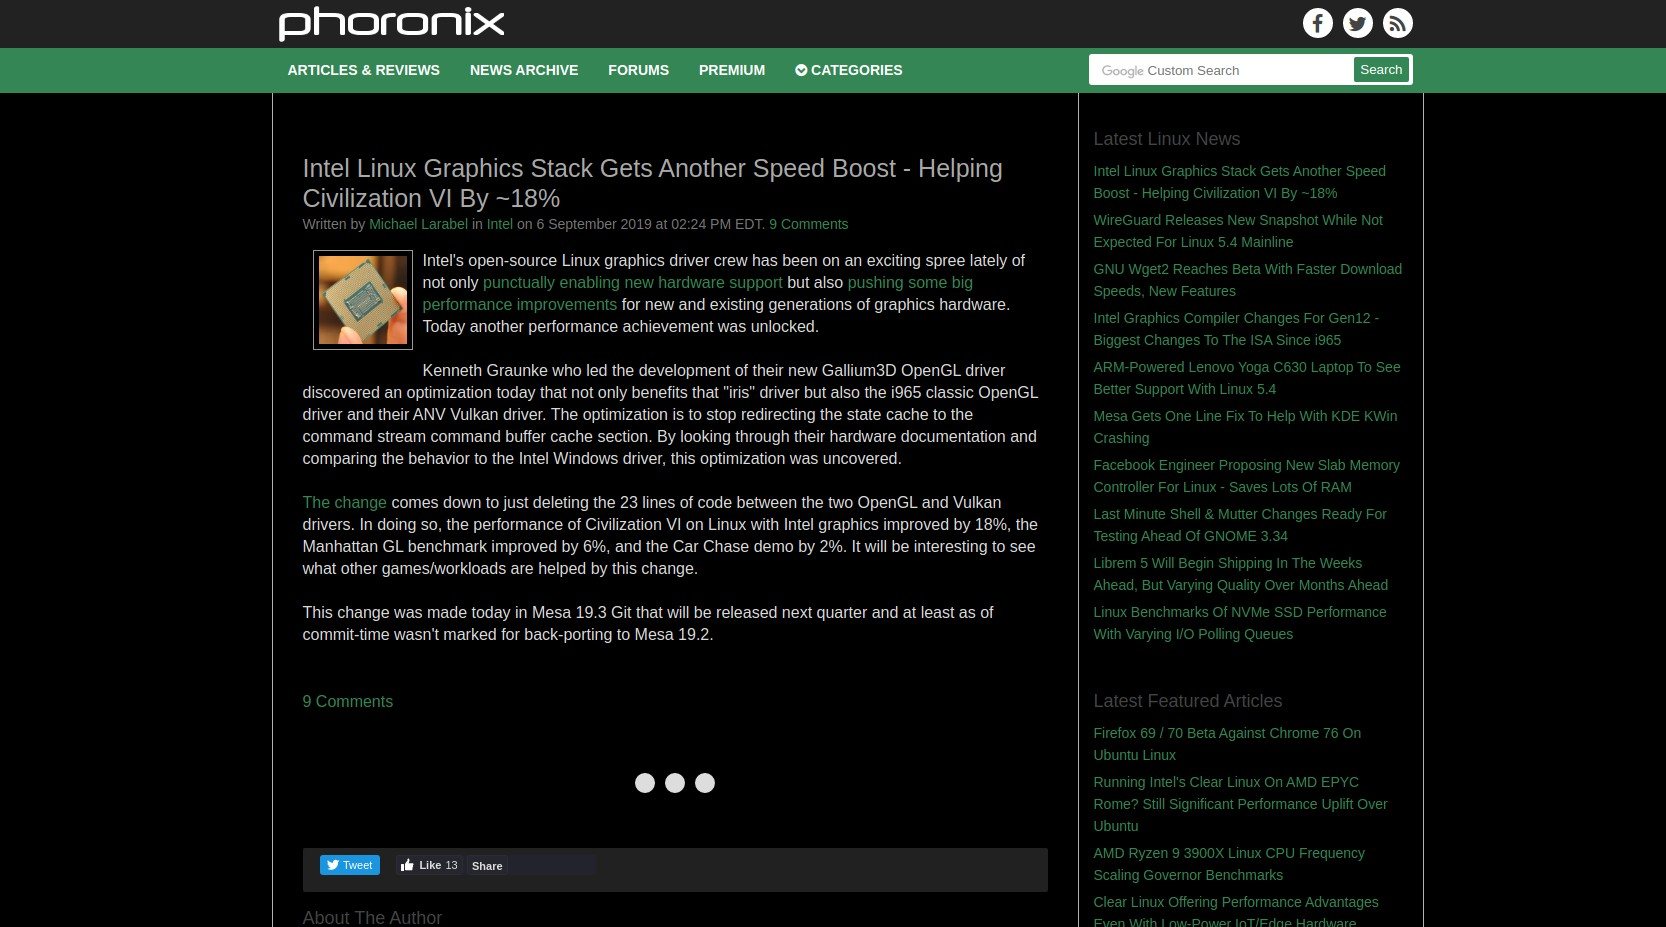 phoronix
ARTICLES & REVIEWS NEWS ARCHIVE FORUMS PREMIUM CATEGORIES
Google Custom Search Search
Intel Linux Graphics Stack Gets Another Speed Boost - Helping
Civilization VI By ~18%
Written by Michael Larabel in Intel on 6 September 2019 at 02:24 PM EDT. 9 Comments
Intel's open-source Linux graphics driver crew has been on an exciting spree lately of
not only punctually enabling new hardware support but also pushing some big
performance improvements for new and existing generations of graphics hardware.
Today another performance achievement was unlocked.
Kenneth Graunke who led the development of their new Gallium3D OpenGL driver
discovered an optimization today that not only benefits that "iris" driver but also the i965 classic OpenGL
driver and their ANV Vulkan driver. The optimization is to stop redirecting the state cache to the
command stream command buffer cache section. By looking through their hardware documentation and
comparing the behavior to the Intel Windows driver, this optimization was uncovered.
The change comes down to just deleting the 23 lines of code between the two OpenGL and Vulkan
drivers. In doing so, the performance of Civilization VI on Linux with Intel graphics improved by 18%, the
Manhattan GL benchmark improved by 6%, and the Car Chase demo by 2%. It will be interesting to see
what other games/workloads are helped by this change.
This change was made today in Mesa 19.3 Git that will be released next quarter and at least as of
commit-time wasn't marked for back-porting to Mesa 19.2.
9 Comments
Tweet Like 13 Share
About The Author
Latest Linux News
Intel Linux Graphics Stack Gets Another Speed
Boost - Helping Civilization VI By ~18%
WireGuard Releases New Snapshot While Not
Expected For Linux 5.4 Mainline
GNU Wget2 Reaches Beta With Faster Download
Speeds, New Features
Intel Graphics Compiler Changes For Gen12 -
Biggest Changes To The ISA Since i965
ARM-Powered Lenovo Yoga C630 Laptop To See
Better Support With Linux 5.4
Mesa Gets One Line Fix To Help With KDE KWin
Crashing
Facebook Engineer Proposing New Slab Memory
Controller For Linux - Saves Lots Of RAM
Last Minute Shell & Mutter Changes Ready For
Testing Ahead Of GNOME 3.34
Librem 5 Will Begin Shipping In The Weeks
Ahead, But Varying Quality Over Months Ahead
Linux Benchmarks Of NVMe SSD Performance
With Varying I/O Polling Queues
Latest Featured Articles
Firefox 69 / 70 Beta Against Chrome 76 On
Ubuntu Linux
Running Intel's Clear Linux On AMD EPYC
Rome? Still Significant Performance Uplift Over
Ubuntu
AMD Ryzen 9 3900X Linux CPU Frequency
Scaling Governor Benchmarks
Clear Linux Offering Performance Advantages
Even With Low-Power IoT/Edge Hardware